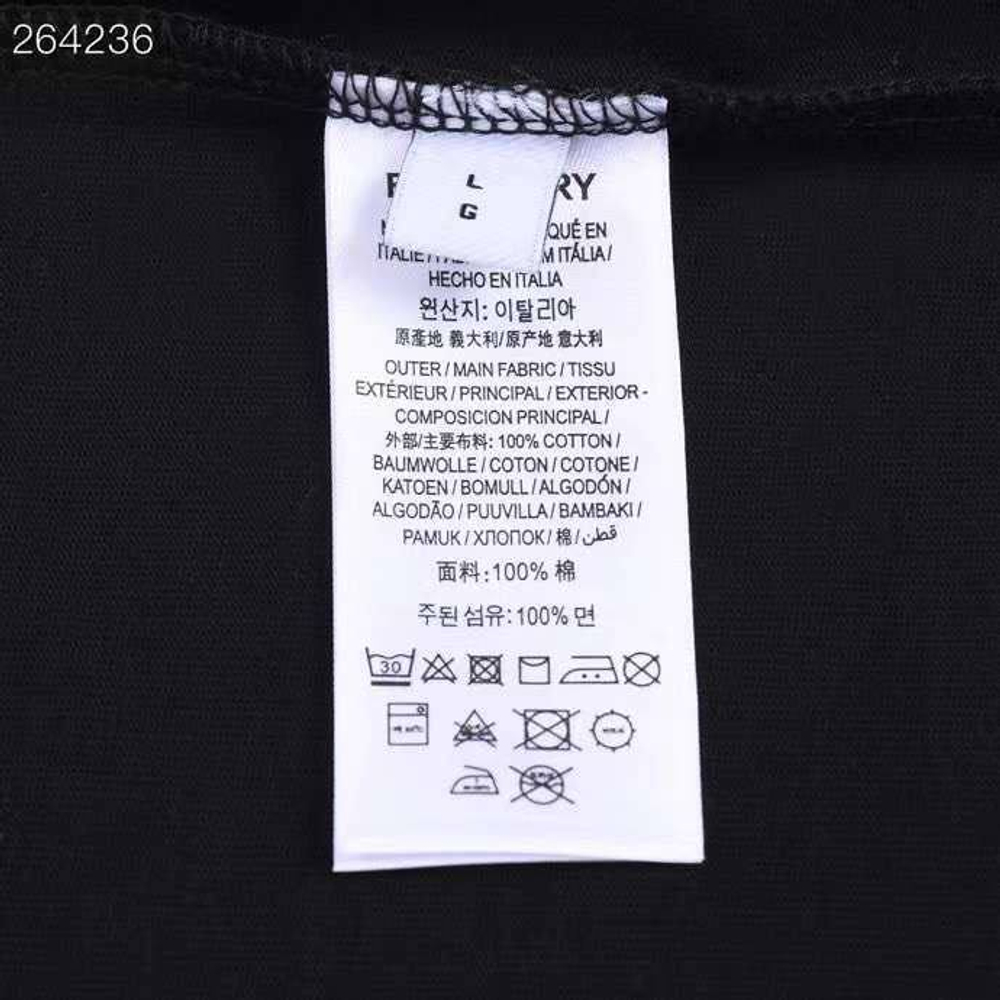 264236
L
G
RY
QUÉ EN
M ITÁLIA /
HECHO EN ITALIA
원산지: 이탈리아
原產地 義大利/原产地 意大利
OUTER / MAIN FABRIC / TISSU
EXTÉRIEUR / PRINCIPAL / EXTERIOR -
COMPOSICION PRINCIPAL /
外部/主要布料: 100% COTTON /
BAUMWOLLE / COTON / COTONE /
KATOEN / BOMULL / ALGODÓN /
ALGODÃO / PUUVILLA / BAMBAKI /
PAMUK / ХЛОПОК / 棉 / قطن
面料:100% 棉
주된 섬유: 100% 면
30